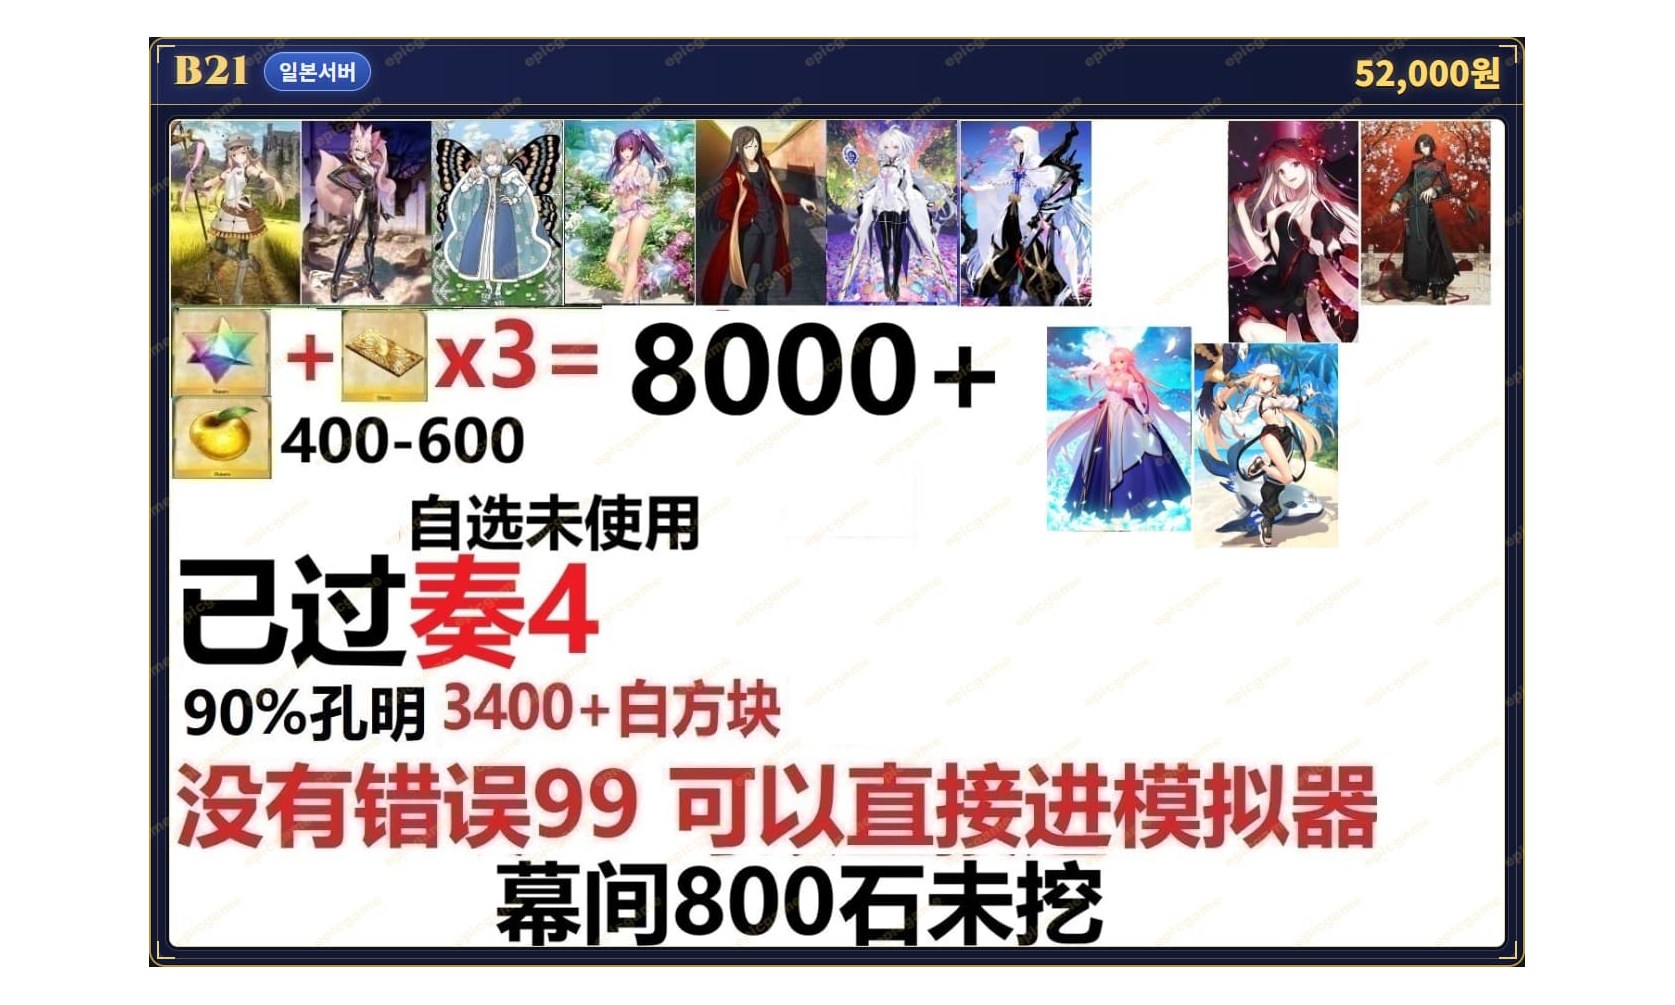 B21 일본서버 52,000원
+ x3= 8000+
400-600
自选未使用
已过奏4
90%孔明 3400+白方块
没有错误99 可以直接进模拟器
幕间800石未挖
epicgame